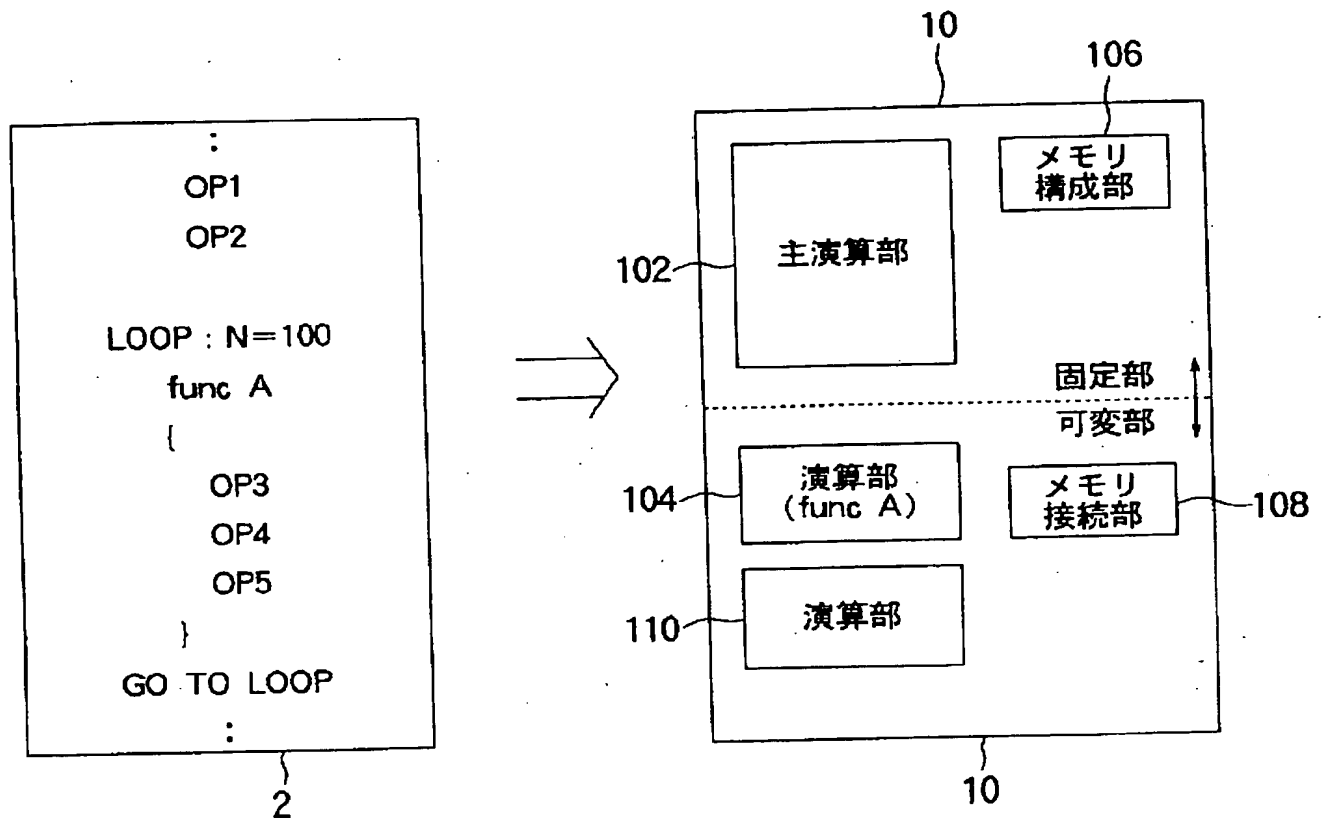 :
OP1
OP2
LOOP : N=100
func A
{
OP3
OP4
OP5
}
GO TO LOOP
:
2
10
106
メモリ
構成部
102
主演算部
固定部
可変部
104
演算部
(func A)
メモリ
接続部
108
110
演算部
10